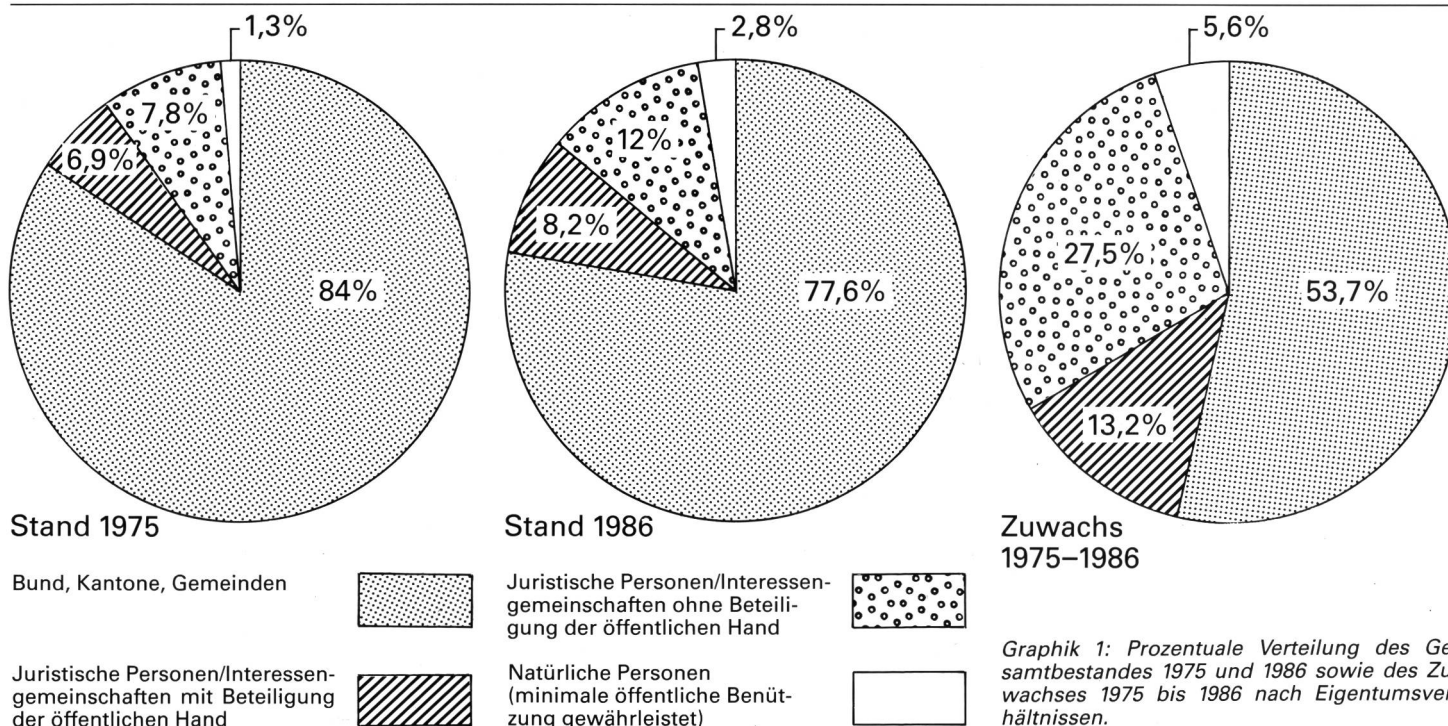 1,3%
7,8%
6,9%
84%
Stand 1975
2,8%
12%
8,2%
77,6%
Stand 1986
5,6%
27,5%
53,7%
13,2%
Zuwachs
1975–1986
Bund, Kantone, Gemeinden
Juristische Personen/Interessen-
gemeinschaften mit Beteiligung
der öffentlichen Hand
Juristische Personen/Interessen-
gemeinschaften ohne Beteili-
gung der öffentlichen Hand
Natürliche Personen
(minimale öffentliche Benüt-
zung gewährleistet)
Graphik 1: Prozentuale Verteilung des Ge-
samtbestandes 1975 und 1986 sowie des Zu-
wachses 1975 bis 1986 nach Eigentumsver-
hältnissen.